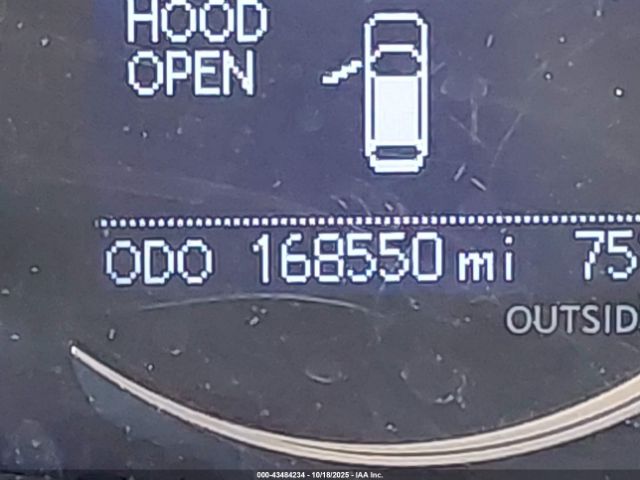 HOOD
OPEN
ODO 168550 mi 75
OUTSID
000-43484234 - 10/18/2025 - IAA Inc.